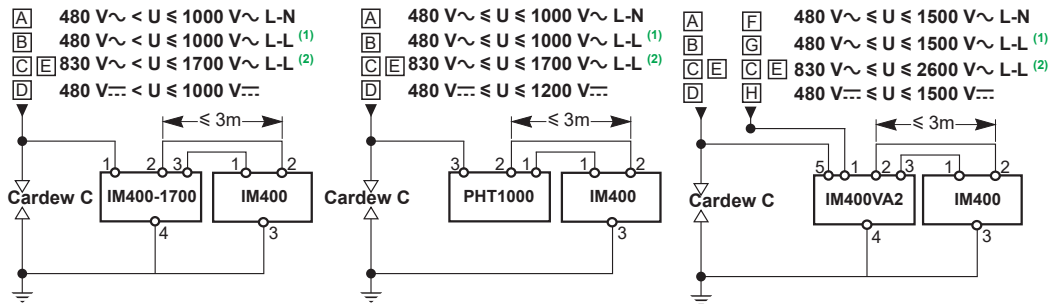 A 480 V∼ < U ⩽ 1000 V∼ L-N
B 480 V∼ < U ⩽ 1000 V∼ L-L (1)
C E 830 V∼ < U ⩽ 1700 V∼ L-L (2)
D 480 V⎓ < U ⩽ 1000 V⎓
⩽ 3m
1 2 3 1 2
Cardew C IM400-1700 IM400
4 3
A 480 V∼ ⩽ U ⩽ 1000 V∼ L-N
B 480 V∼ ⩽ U ⩽ 1000 V∼ L-L (1)
C E 830 V∼ ⩽ U ⩽ 1700 V∼ L-L (2)
D 480 V⎓ ⩽ U ⩽ 1200 V⎓
⩽ 3m
3 2 1 1 2
Cardew C PHT1000 IM400
3
A F 480 V∼ ⩽ U ⩽ 1500 V∼ L-N
B G 480 V∼ ⩽ U ⩽ 1500 V∼ L-L (1)
C E C E 830 V∼ ⩽ U ⩽ 2600 V∼ L-L (2)
D H 480 V⎓ ⩽ U ⩽ 1500 V⎓
⩽ 3m
5 1 2 3 1 2
Cardew C IM400VA2 IM400
4 3